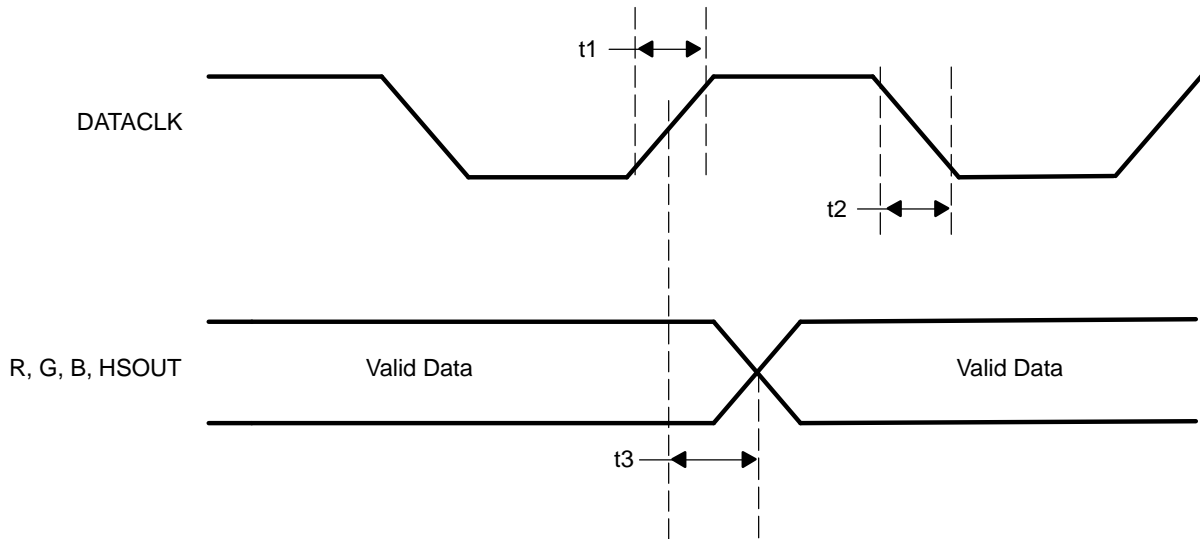 t1
DATACLK
t2
R, G, B, HSOUT
Valid Data
Valid Data
t3